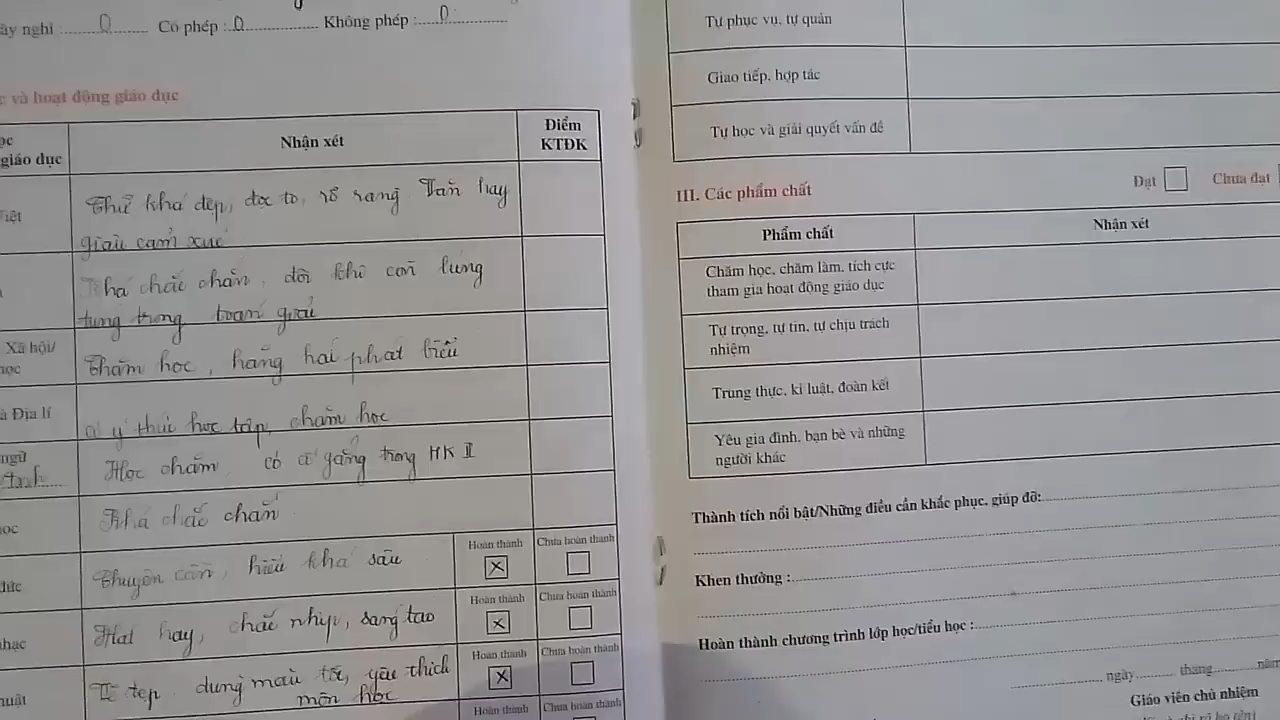 ày nghỉ : 0 Có phép : 0 Không phép : 0
c và hoạt động giáo dục
ọc
giáo dục
Nhận xét
Điểm
KTĐK
Việt
Chữ khá đẹp, đọc to, rõ ràng. Văn hay
giàu cảm xúc
Khá chắc chắn, đôi khi còn lúng
túng trong toán giải
Xã hội/
học
Chăm học, hăng hái phát biểu
à Địa lí
Có ý thức học tập, chăm học
ngữ
Anh
Học chăm. có cố gắng trong HK II
học
Khá chắc chắn
đức
Chuyên cần, hiểu khá sâu
Hoàn thành
Chưa hoàn thành
nhạc
Hát hay, chắc nhịp, sáng tạo
Hoàn thành
Chưa hoàn thành
huật
đẹp. dùng màu tốt, yêu thích
môn học
Hoàn thành
Chưa hoàn thành
Hoàn thành
Chưa hoàn thành
Tự phục vụ, tự quản
Giao tiếp, hợp tác
Tự học và giải quyết vấn đề
III. Các phẩm chất
Đạt
Chưa đạt
Phẩm chất
Nhận xét
Chăm học, chăm làm, tích cực
tham gia hoạt động giáo dục
Tự trọng, tự tin, tự chịu trách
nhiệm
Trung thực, kỉ luật, đoàn kết
Yêu gia đình, bạn bè và những
người khác
Thành tích nổi bật/Những điều cần khắc phục, giúp đỡ:
Khen thưởng :
Hoàn thành chương trình lớp học/tiểu học :
, ngày tháng năm
Giáo viên chủ nhiệm